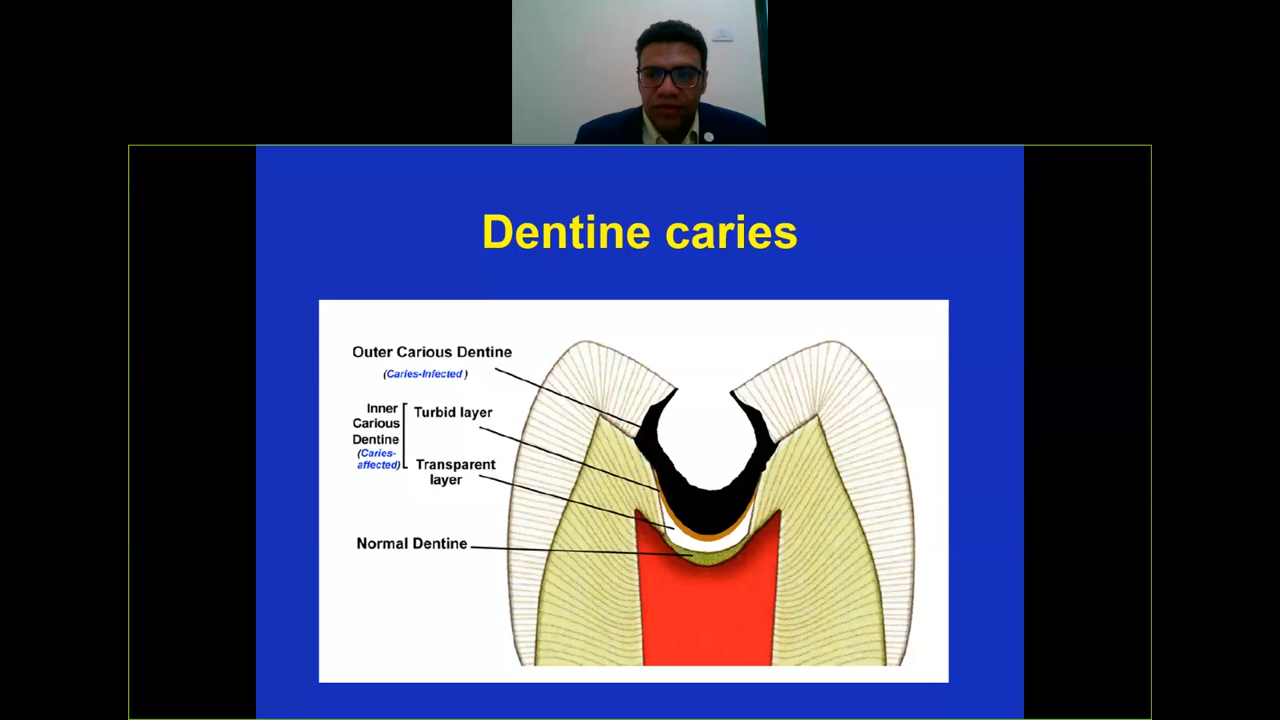 Dentine caries
Outer Carious Dentine
(Caries-Infected )
Inner
Carious
Dentine
(Caries-
affected)
Turbid layer
Transparent
layer
Normal Dentine